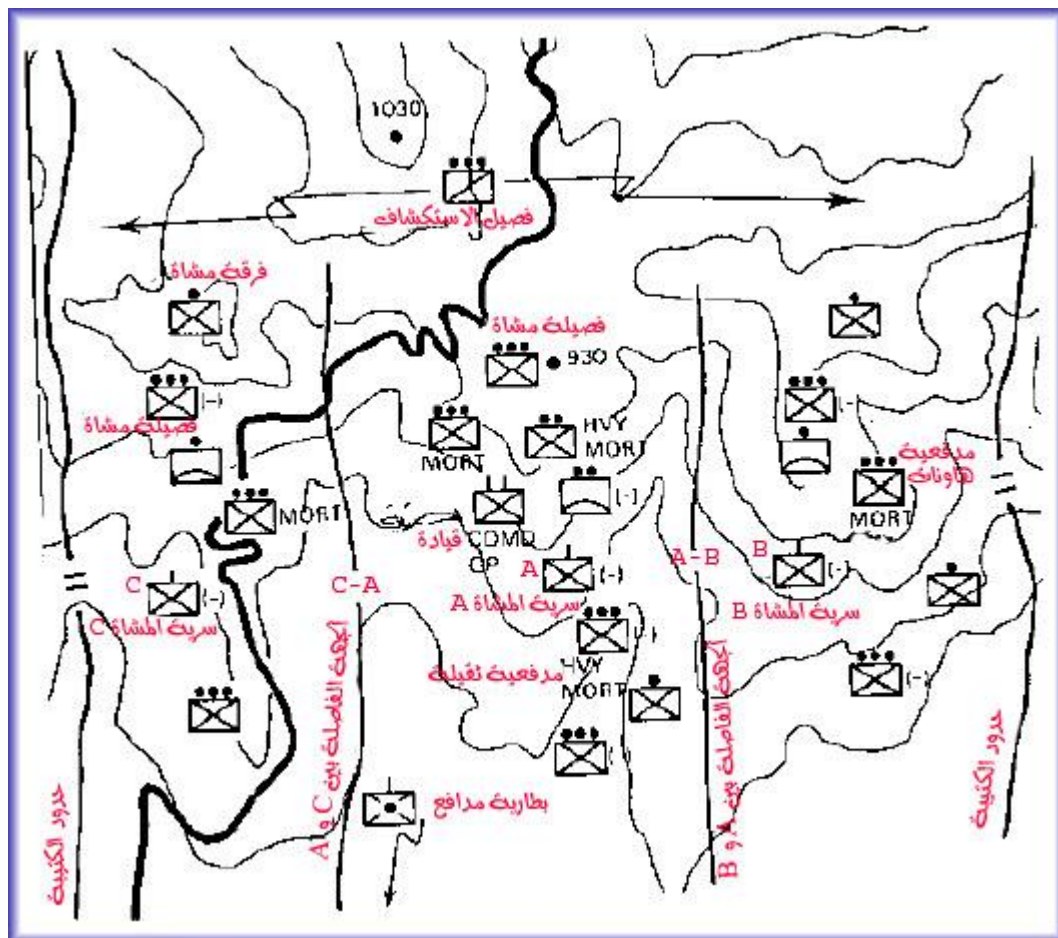 1030
فصيل الاستكشاف
فرقة مشاة
فصيلة مشاة
930
(-)
فصيلة مشاة
MORT
HVY
MORT
(-)
مدفعية
هاونات
MORT
(-)
MORT
قيادة
COMD
GP
C
(-)
سرية المشاة C
C-A
A
(-)
سرية المشاة A
A-B
B
(-)
سرية المشاة B
HVY
MORT
مدفعية ثقيلة
(-)
بطارية مدافع
حدود الكتيبة
الجهة الفاصلة بين C و A
الجهة الفاصلة بين A و B
حدود الكتيبة